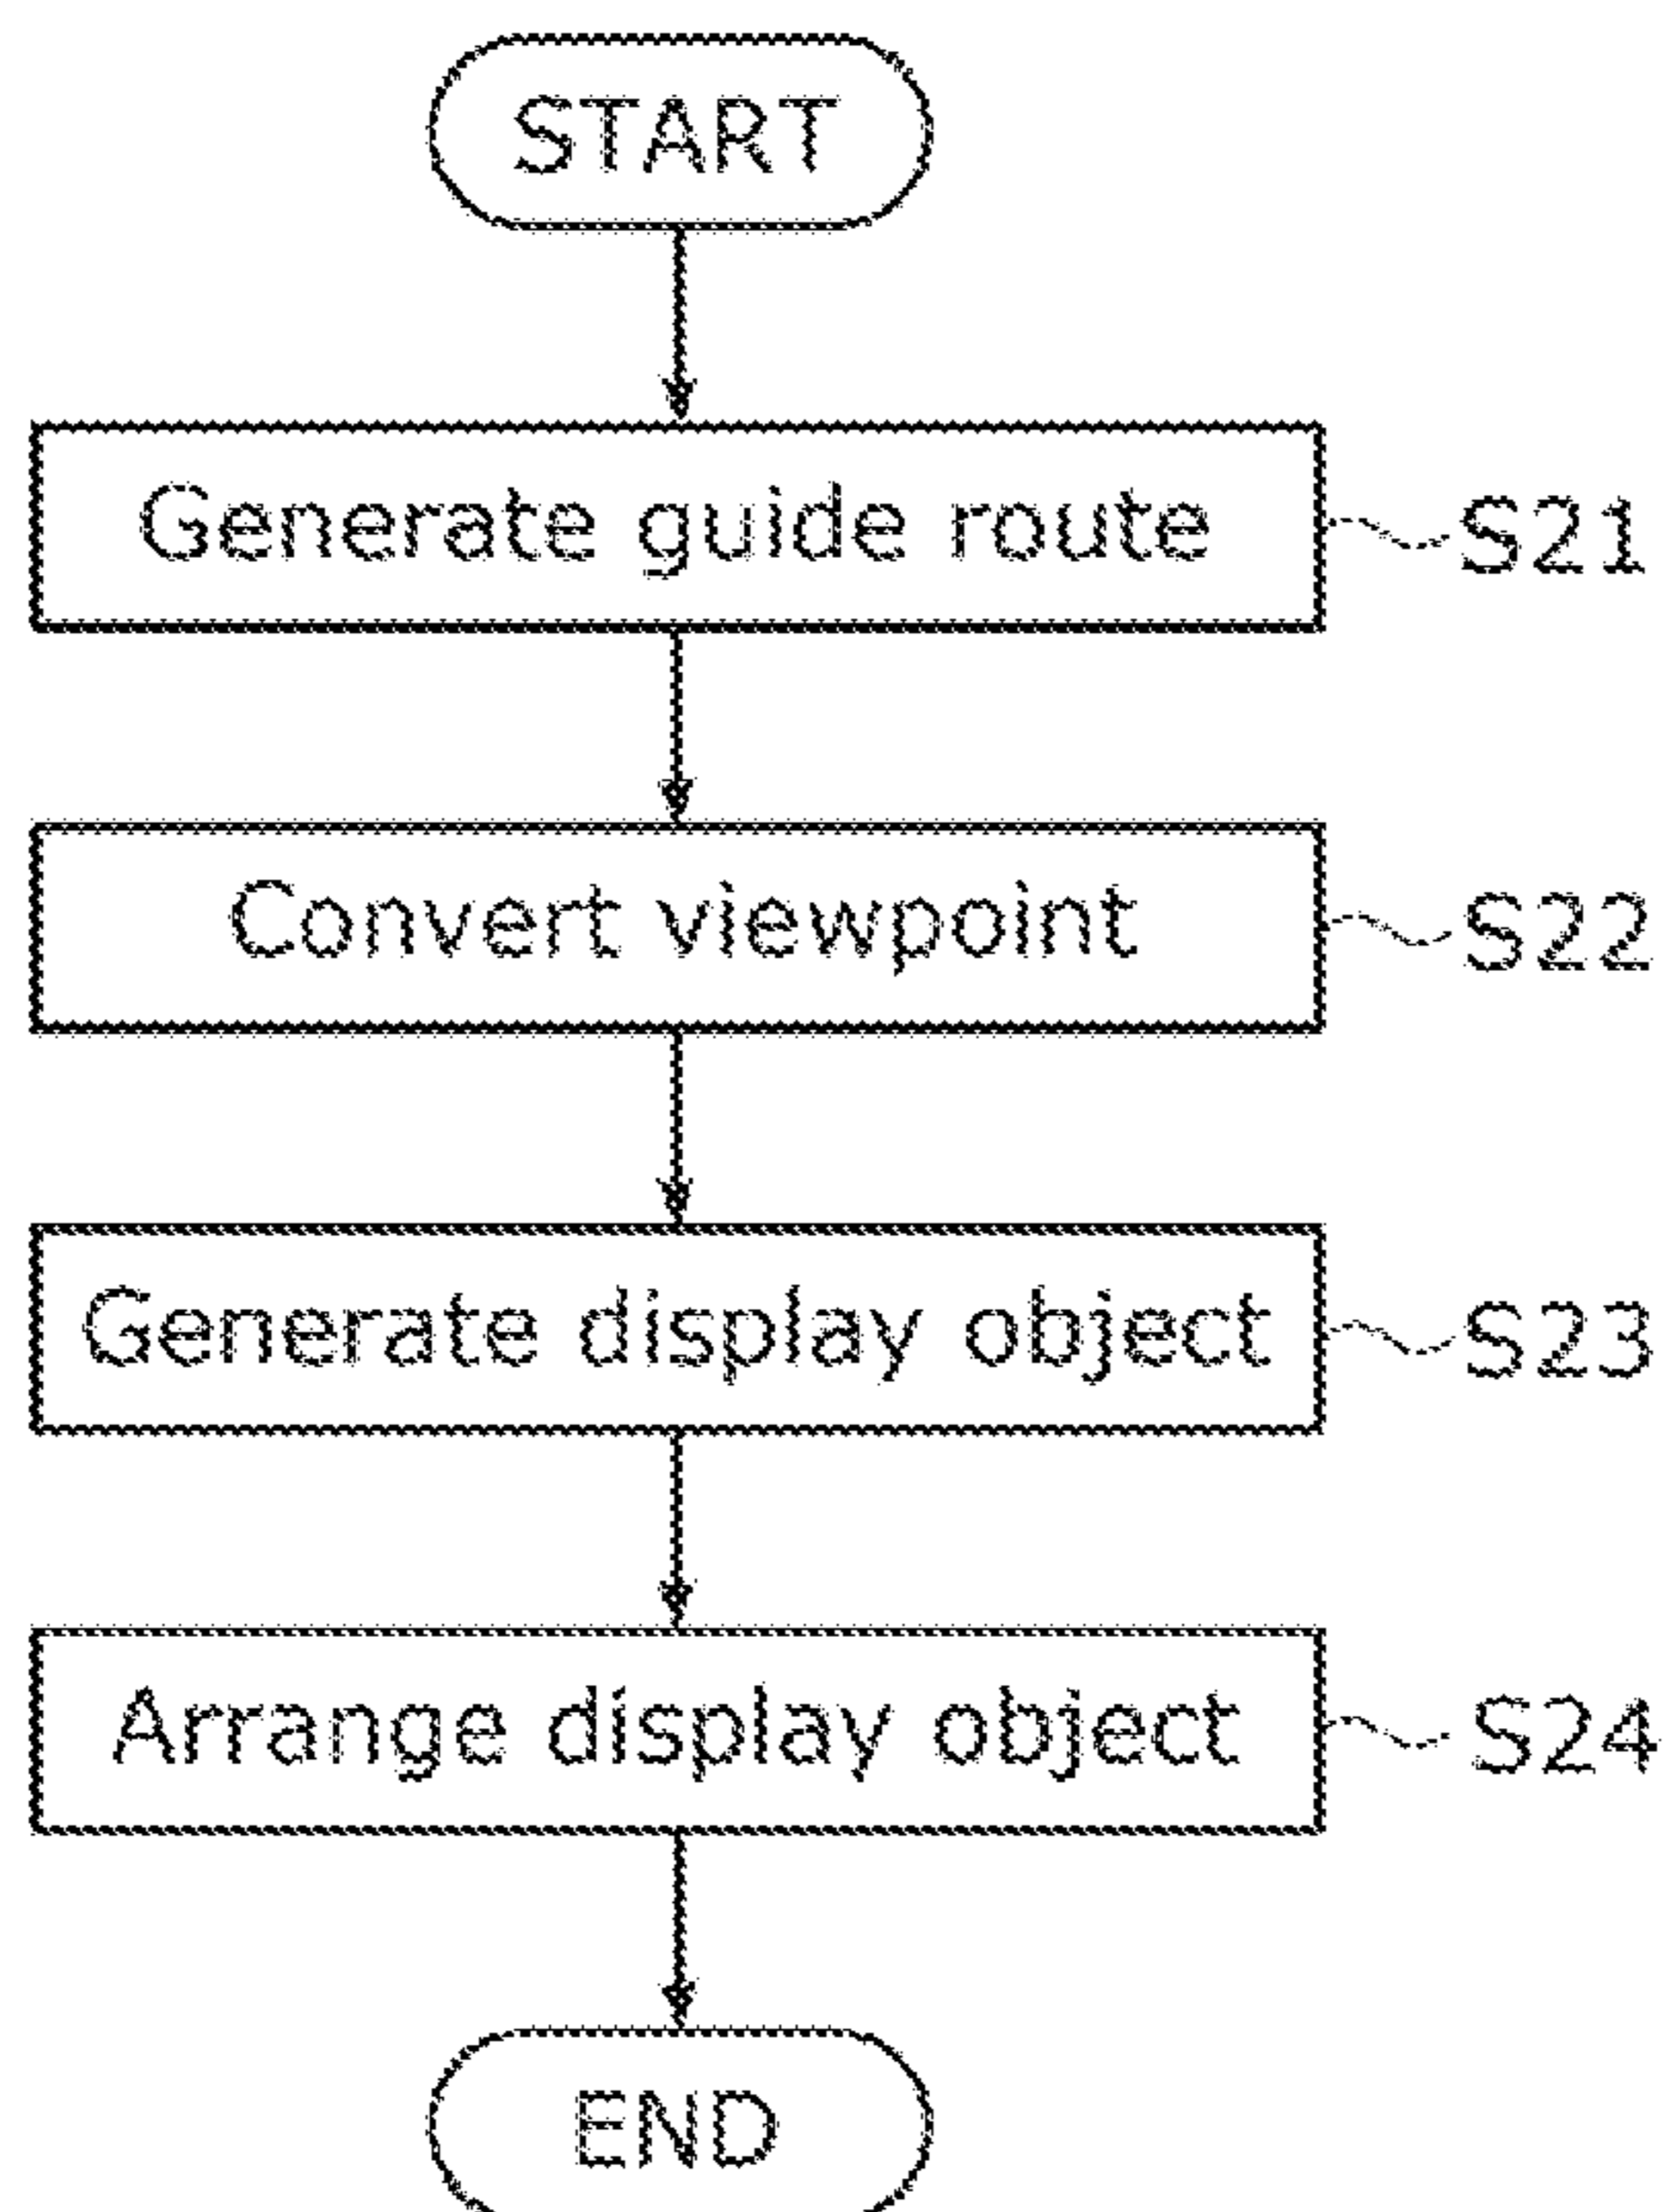 START
Generate guide route S21
Convert viewpoint S22
Generate display object S23
Arrange display object S24
END